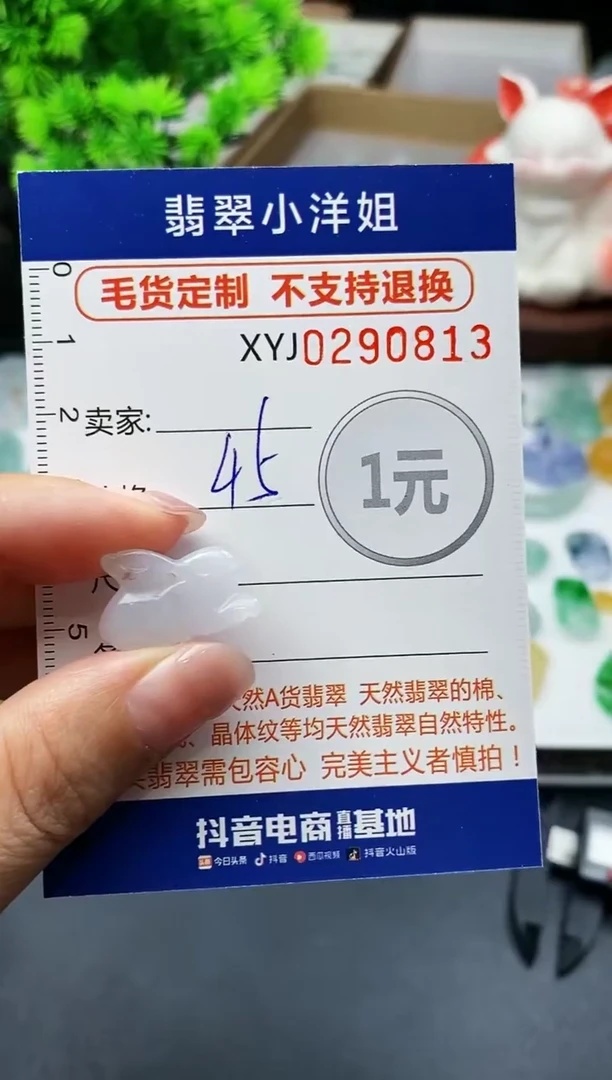 翡翠小洋姐
毛货定制 不支持退换
XYJ0290813
0
1
2
卖家:
45
1元
5
天然A货翡翠 天然翡翠的棉、
晶体纹等均天然翡翠自然特性。
翡翠需包容心 完美主义者慎拍！
抖音电商直播基地
今日头条 抖音 西瓜视频 抖音火山版